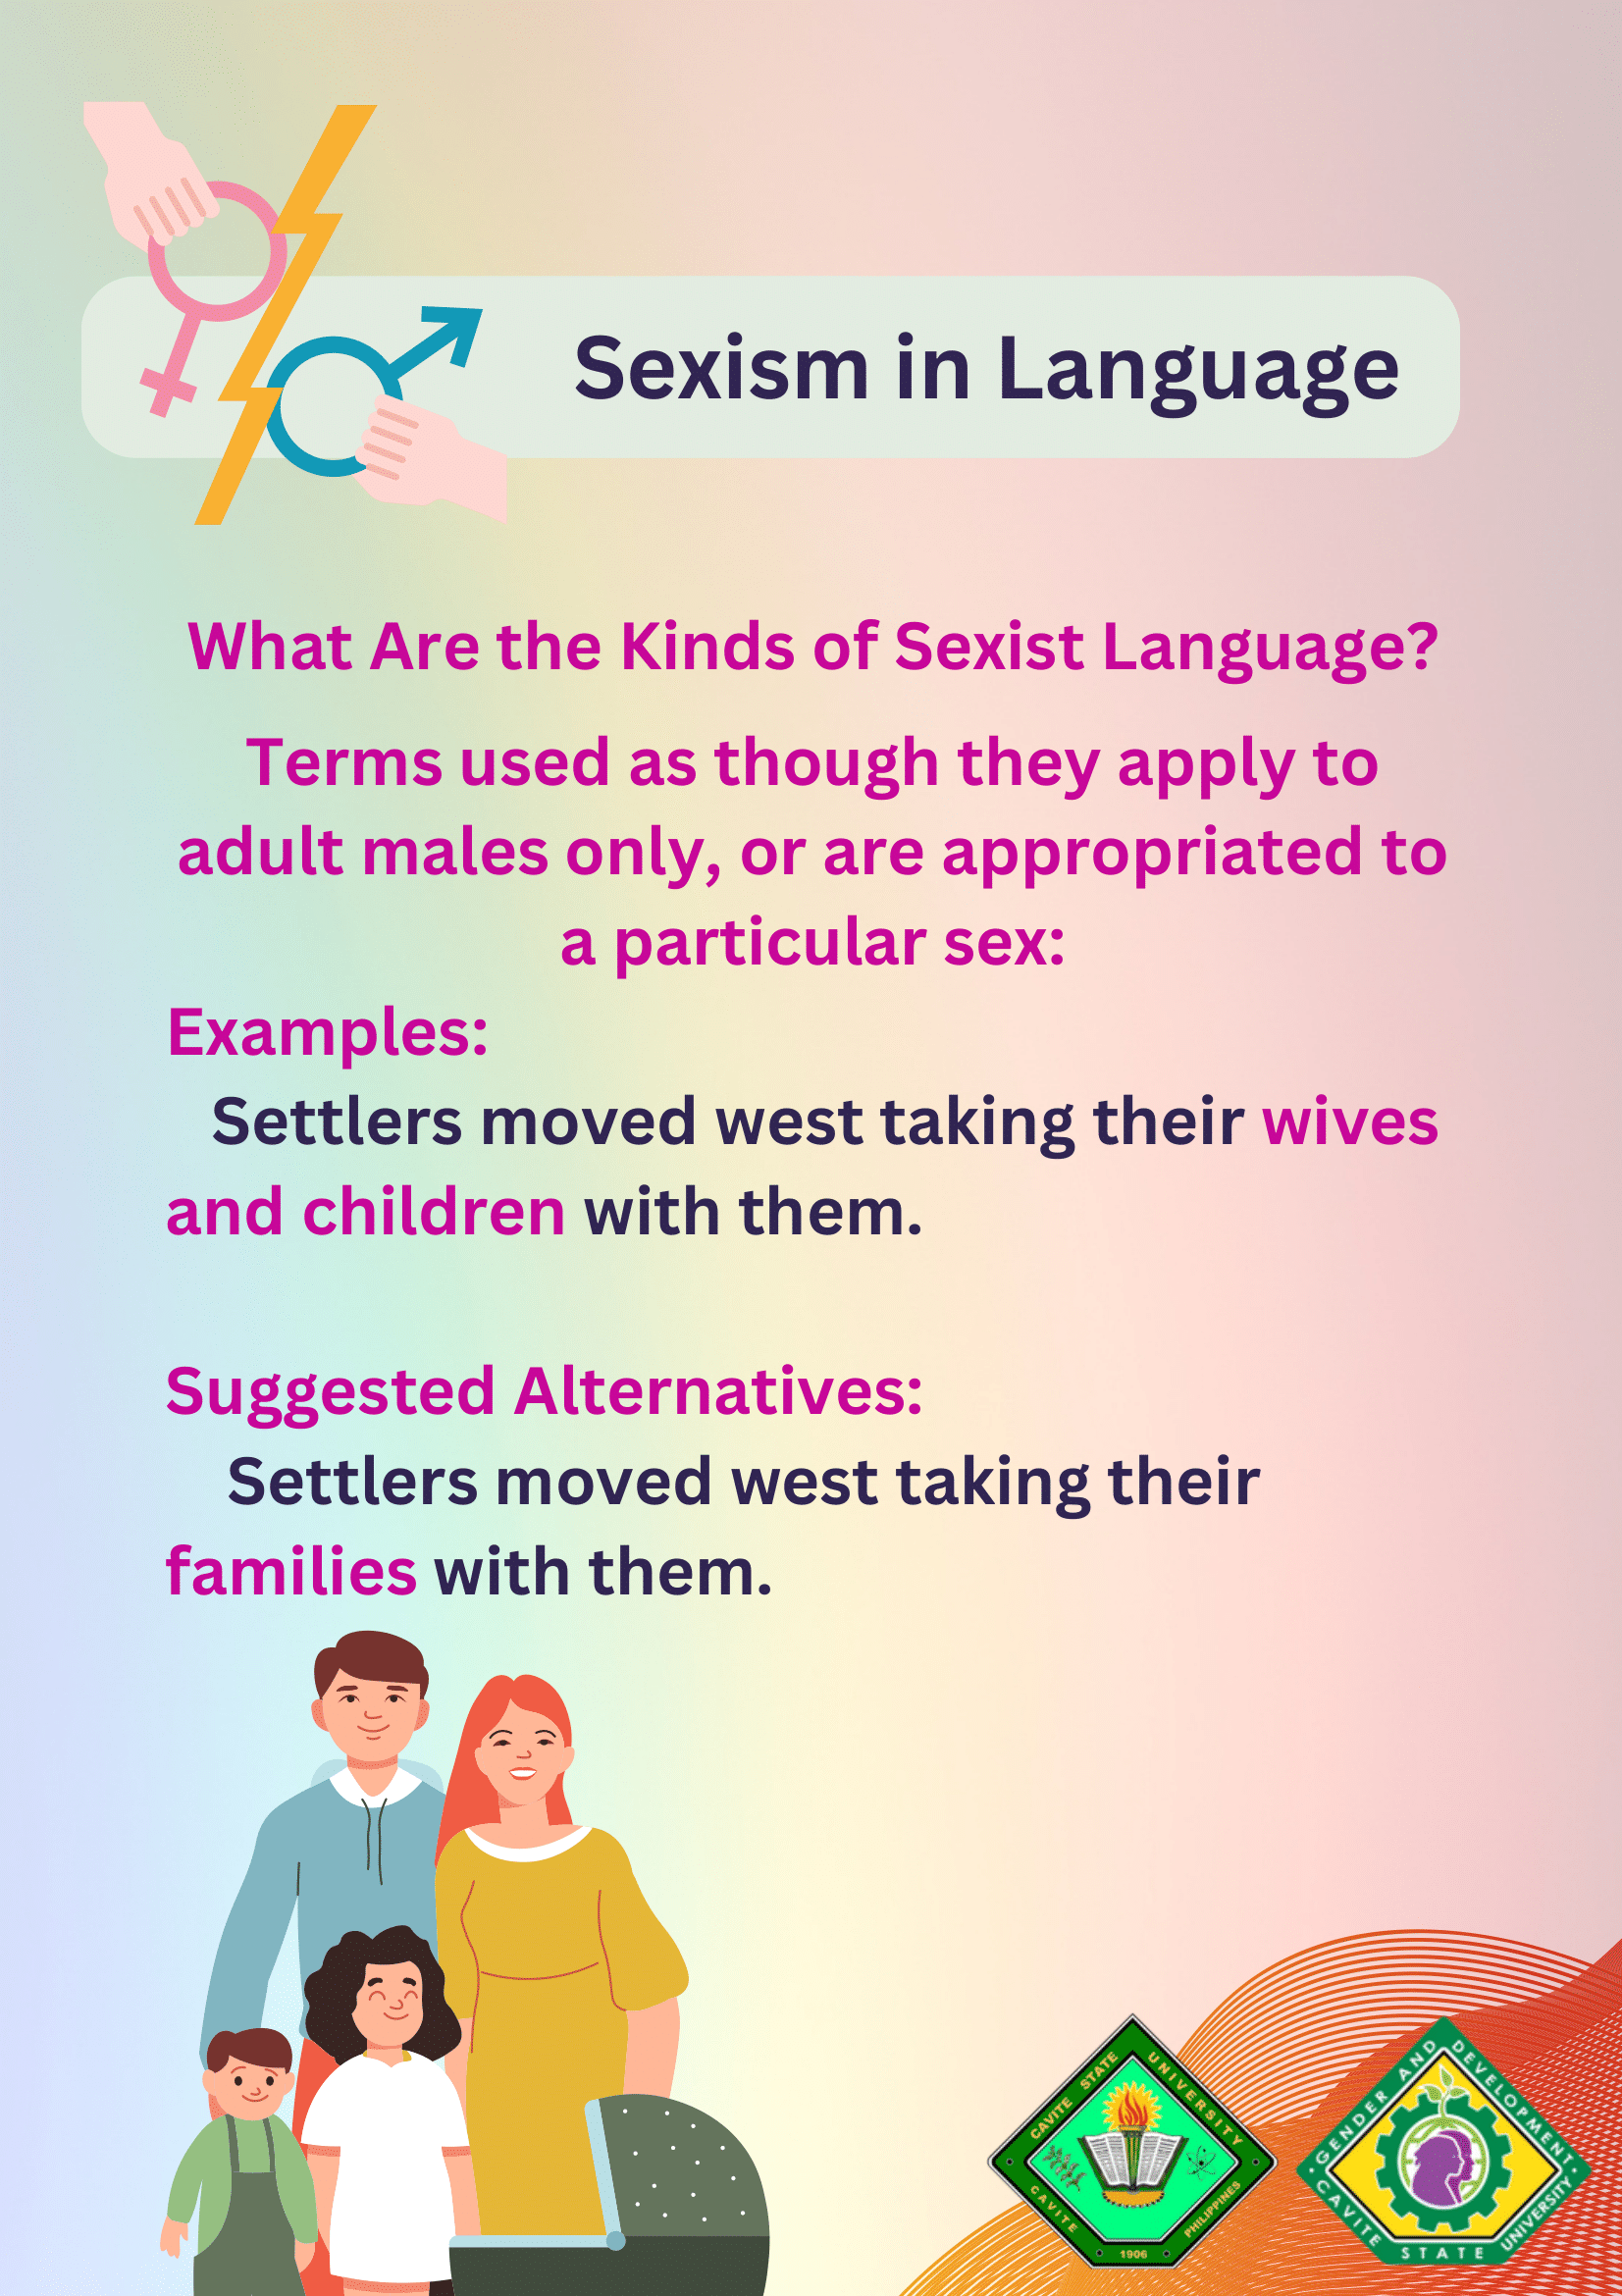 Sexism in Language
What Are the Kinds of Sexist Language?
Terms used as though they apply to
adult males only, or are appropriated to
a particular sex:
Examples:
Settlers moved west taking their wives
and children with them.
Suggested Alternatives:
Settlers moved west taking their
families with them.
CAVITE STATE UNIVERSITY
CAVITE
PHILIPPINES
1906
GENDER AND DEVELOPMENT
CAVITE STATE UNIVERSITY